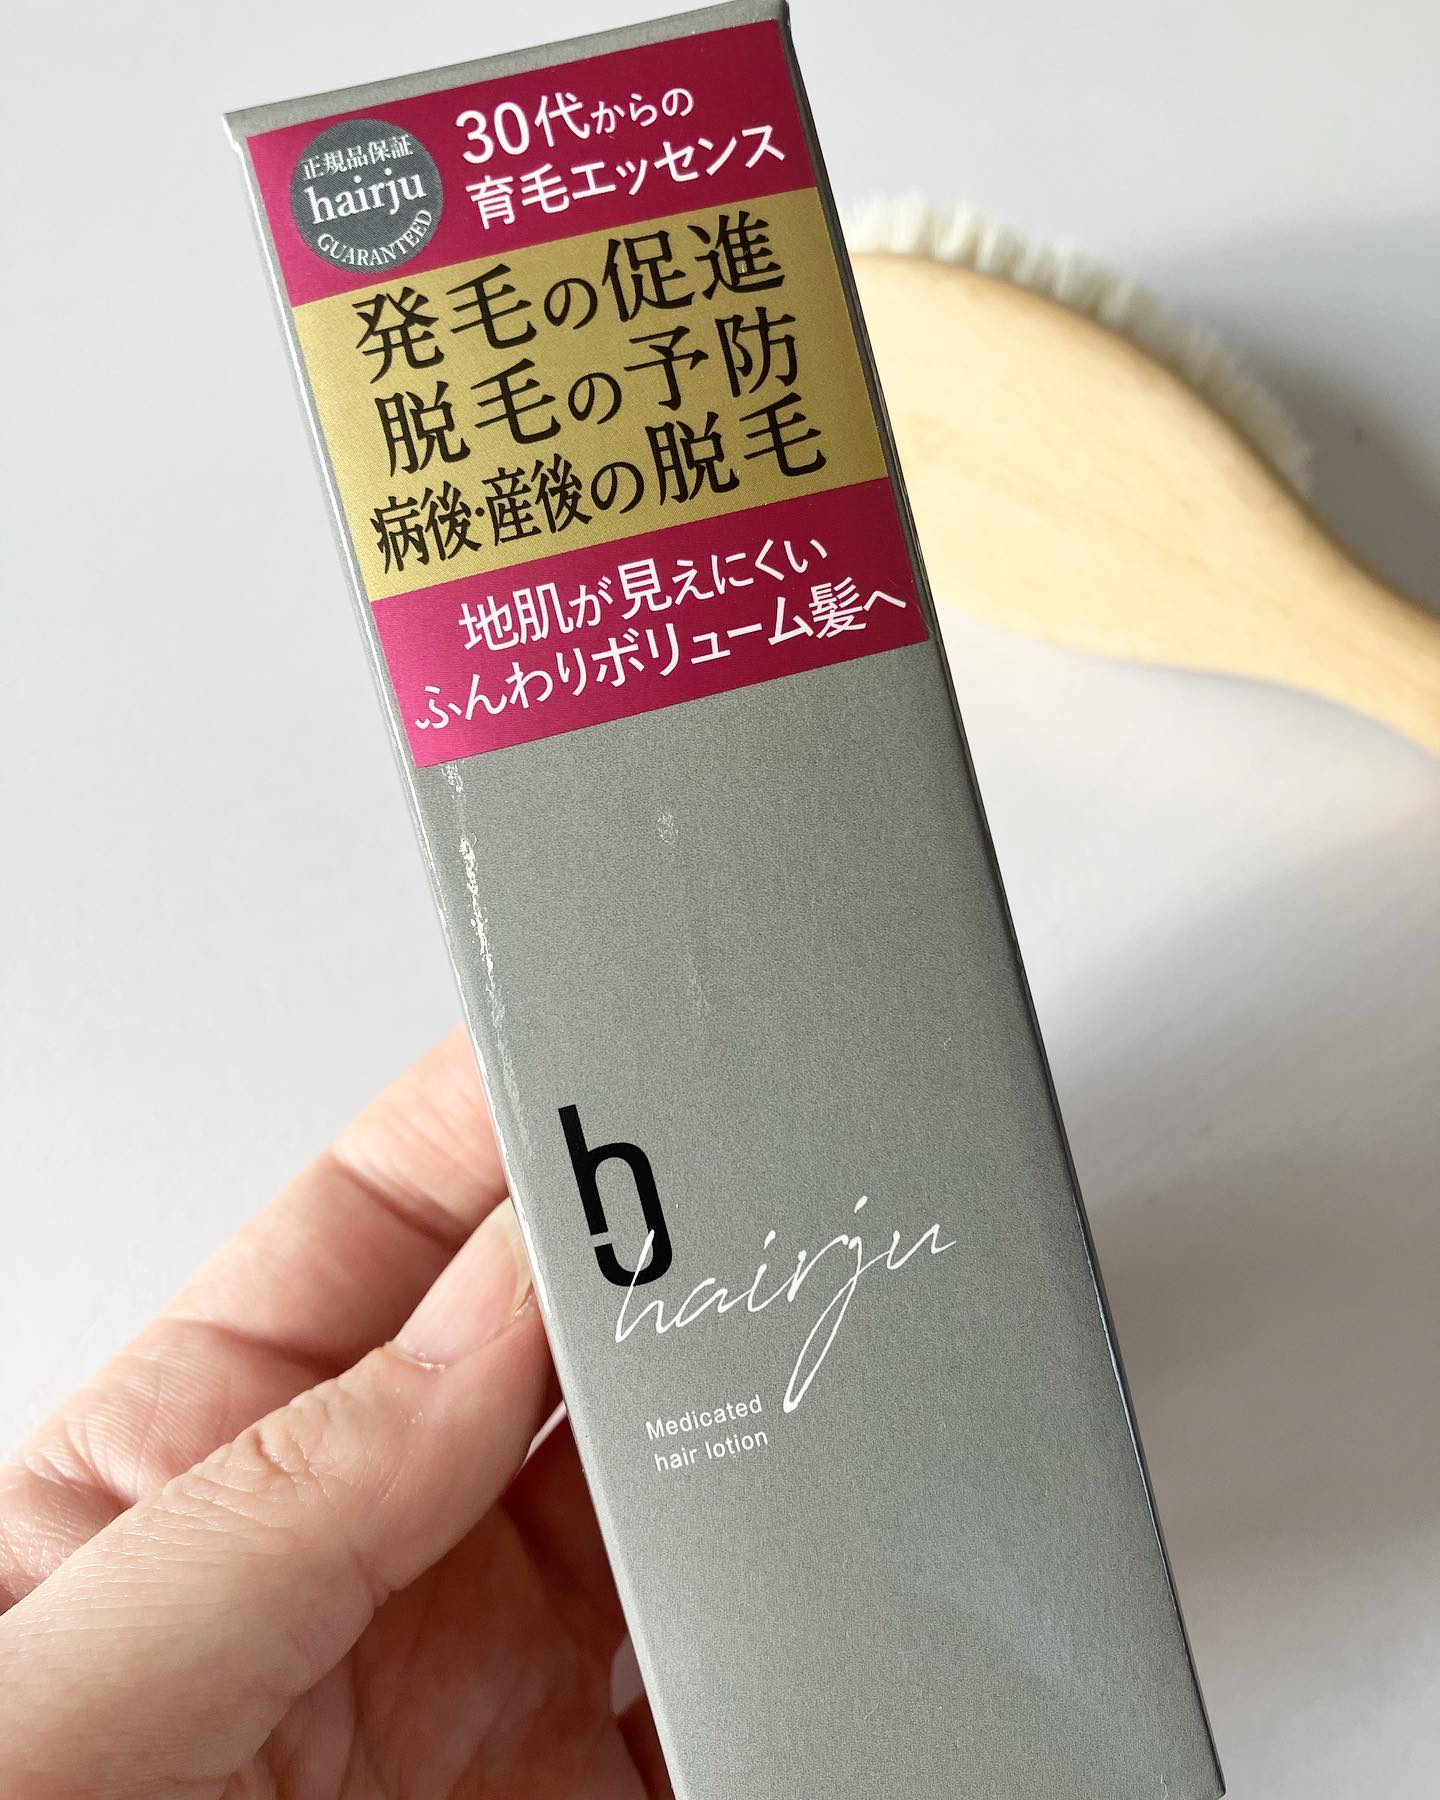 正規品保証
hairju
GUARANTEED
30代からの
育毛エッセンス
発毛の促進
脱毛の予防
病後・産後の脱毛
地肌が見えにくい
ふんわりボリューム髪へ
hairju
Medicated
hair lotion